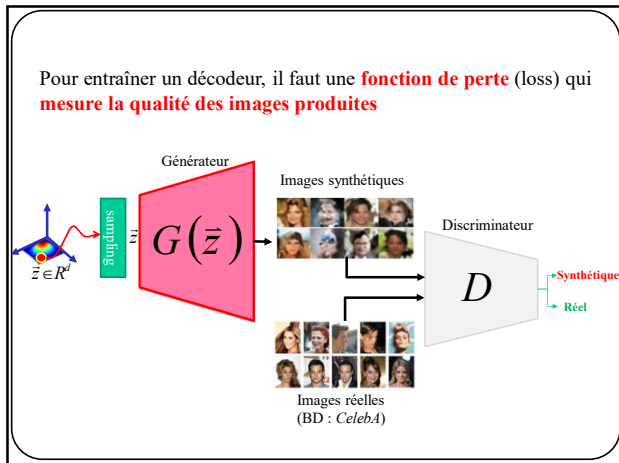 Pour entraîner un décodeur, il faut une fonction de perte (loss) qui
mesure la qualité des images produites
Générateur
Images synthétiques
Discriminateur
sampling
z⃗
G(z⃗)
z⃗ ∈ R^d
D
Synthétique
Réel
Images réelles
(BD : CelebA)